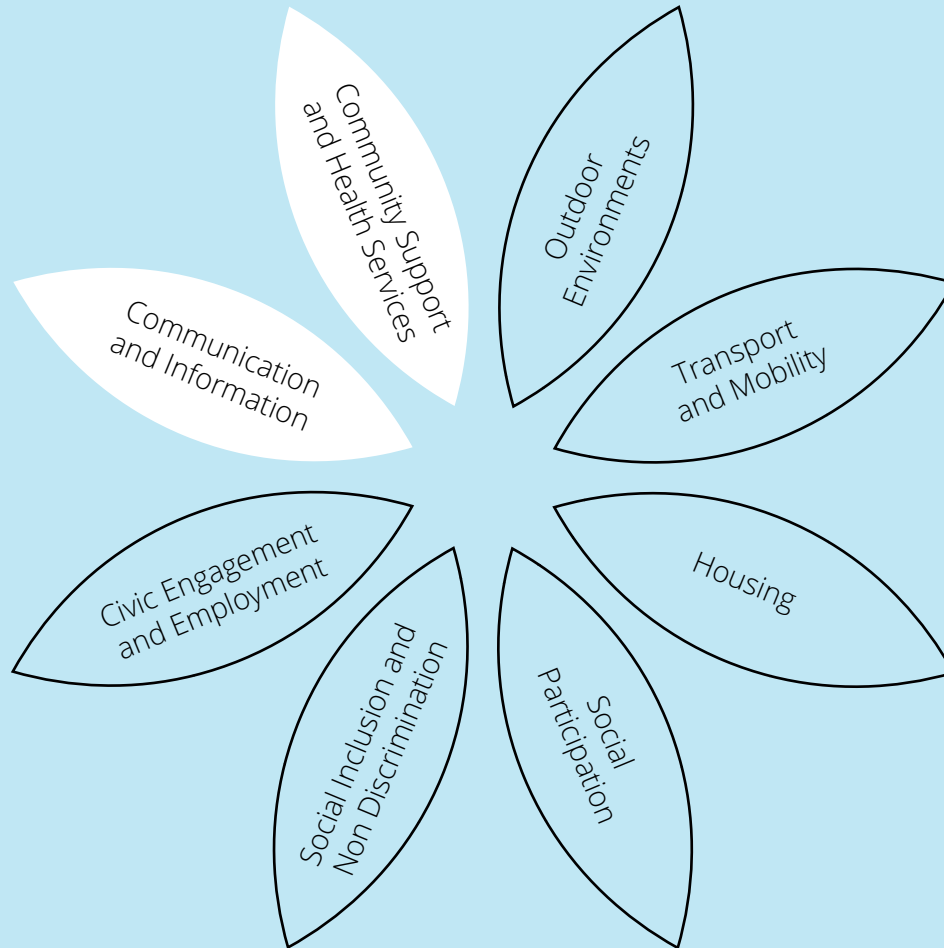 Community Support
and Health Services
Outdoor
Environments
Transport
and Mobility
Housing
Social
Participation
Social Inclusion and
Non Discrimination
Civic Engagement
and Employment
Communication
and Information